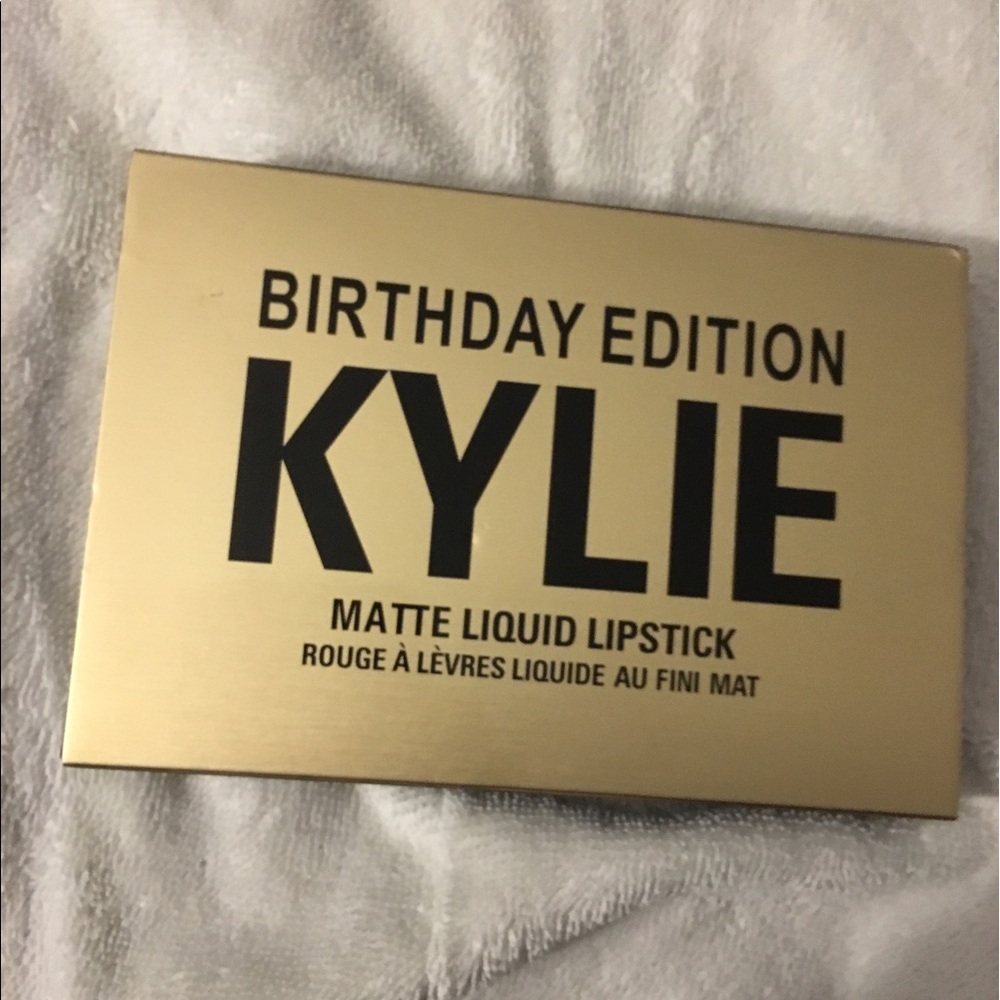 BIRTHDAY EDITION
KYLIE
MATTE LIQUID LIPSTICK
ROUGE À LÈVRES LIQUIDE AU FINI MAT